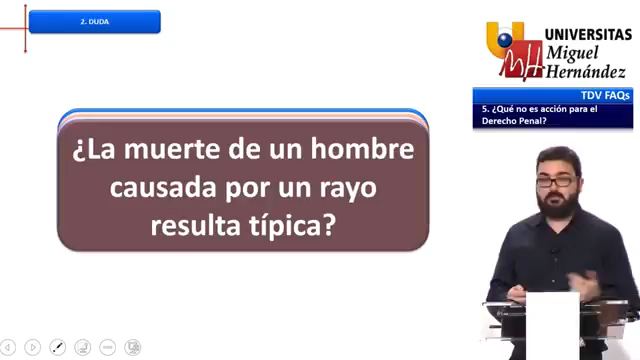 2. DUDA
¿La muerte de un hombre
causada por un rayo
resulta típica?
UNIVERSITAS
Miguel
Hernández
TDV FAQs
5. ¿Qué no es acción para el
Derecho Penal?